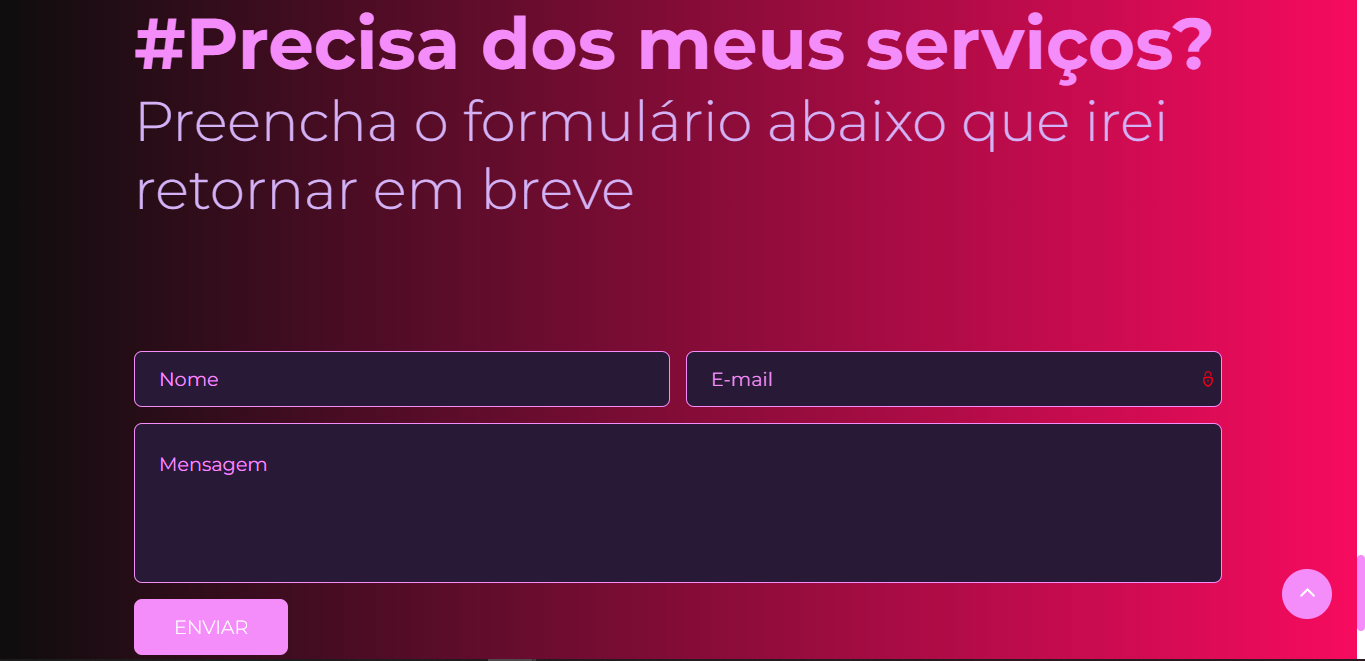 #Precisa dos meus serviços?
Preencha o formulário abaixo que irei
retornar em breve
Nome
E-mail
Mensagem
ENVIAR